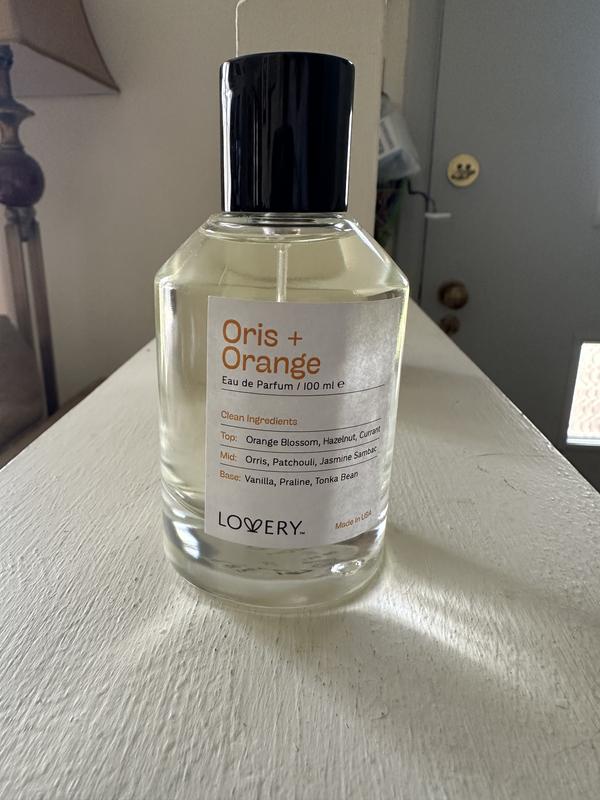 Oris +
Orange
Eau de Parfum / 100 ml ℮
Clean Ingredients
Top: Orange Blossom, Hazelnut, Currant
Mid: Orris, Patchouli, Jasmine Sambac
Base: Vanilla, Praline, Tonka Bean
LOVERY™
Made in USA